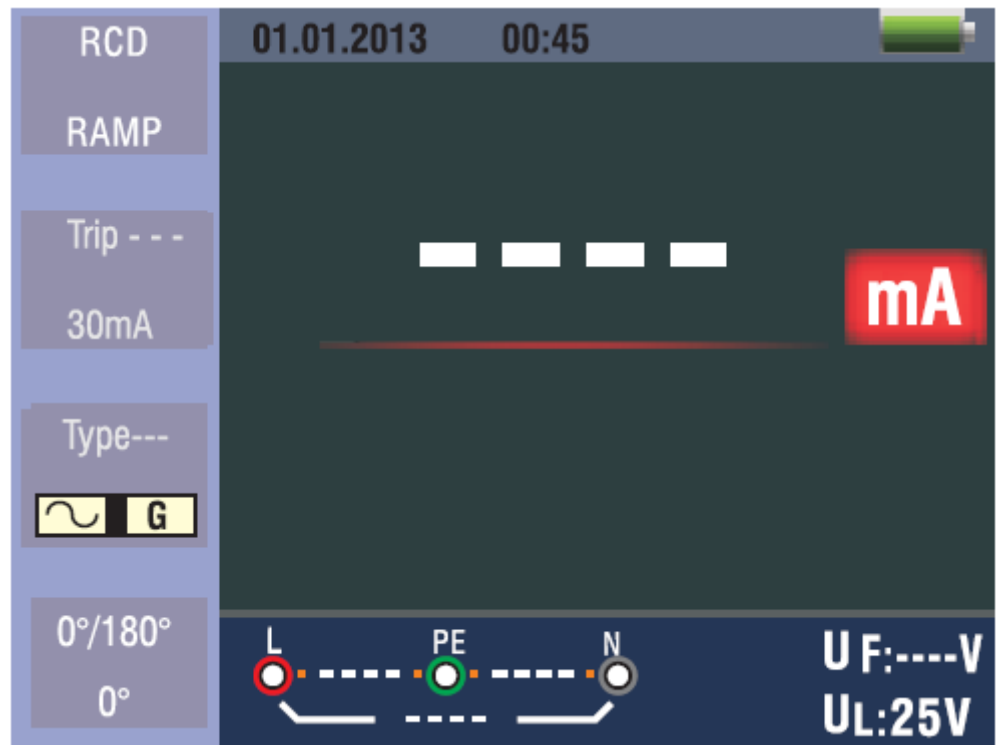 RCD
RAMP
Trip - - -
30mA
Type---
G
0°/180°
0°
01.01.2013 00:45
- - - -
mA
L PE N
---- ----
----
U F:----V
UL:25V